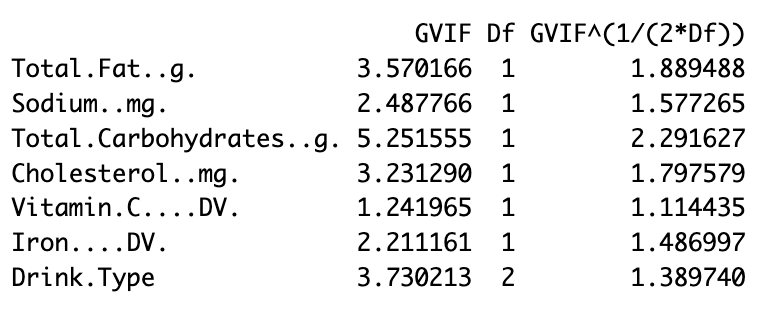 GVIF Df GVIF^(1/(2*Df))
Total.Fat..g. 3.570166 1 1.889488
Sodium..mg. 2.487766 1 1.577265
Total.Carbohydrates..g. 5.251555 1 2.291627
Cholesterol..mg. 3.231290 1 1.797579
Vitamin.C....DV. 1.241965 1 1.114435
Iron....DV. 2.211161 1 1.486997
Drink.Type 3.730213 2 1.389740